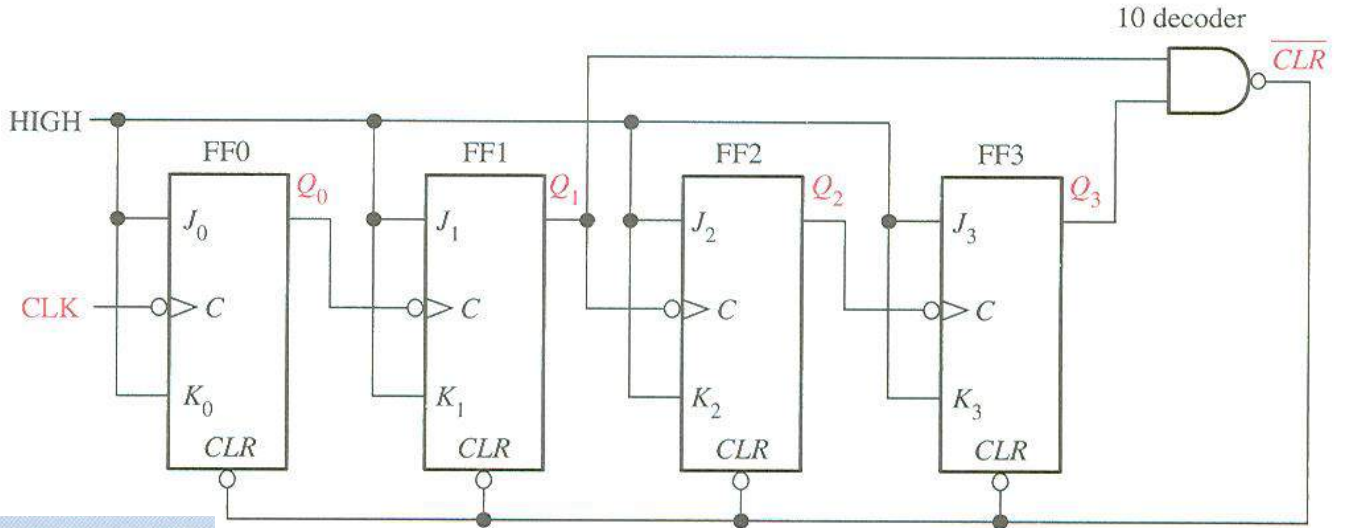 10 decoder
CLR
HIGH
FF0 FF1 FF2 FF3
Q0 Q1 Q2 Q3
J0 J1 J2 J3
CLK C C C C
K0 K1 K2 K3
CLR CLR CLR CLR